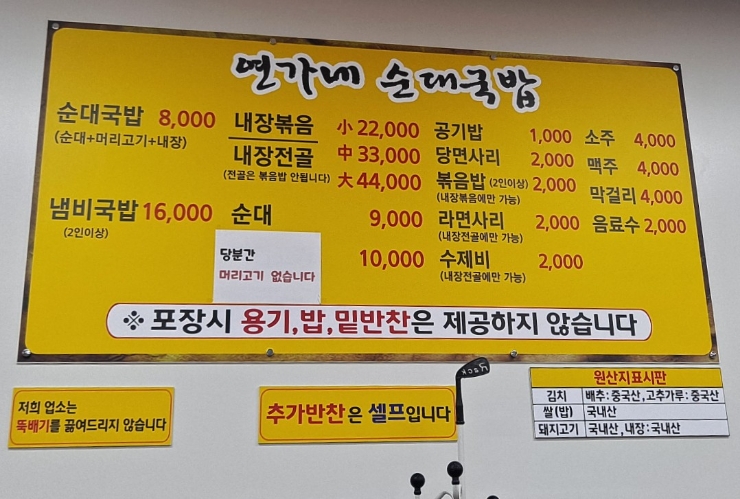 연가네 순대국밥
순대국밥 8,000
(순대+머리고기+내장)
냄비국밥 16,000
(2인이상)
내장볶음
내장전골
(전골은 볶음밥 안됩니다)
小 22,000
中 33,000
大 44,000
순대 9,000
당분간
머리고기 없습니다
10,000
공기밥 1,000
당면사리 2,000
볶음밥 (2인이상) 2,000
(내장볶음에만 가능)
라면사리 2,000
(내장전골에만 가능)
수제비 2,000
(내장전골에만 가능)
소주 4,000
맥주 4,000
막걸리 4,000
음료수 2,000
※ 포장시 용기,밥,밑반찬은 제공하지 않습니다
저희 업소는
뚝배기를 끓여드리지 않습니다
추가반찬은 셀프입니다
원산지표시판
김치 배추:중국산,고추가루:중국산
쌀(밥) 국내산
돼지고기 국내산,내장:국내산